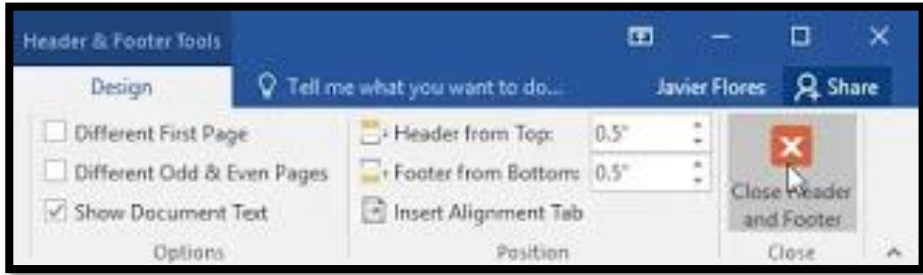 Header & Footer Tools
Design
Tell me what you want to do...
Javier Flores
Share
Different First Page
Header from Top:
0.5"
Different Odd & Even Pages
Footer from Bottom:
0.5"
Show Document Text
Insert Alignment Tab
Close Header
and Footer
Options
Position
Close